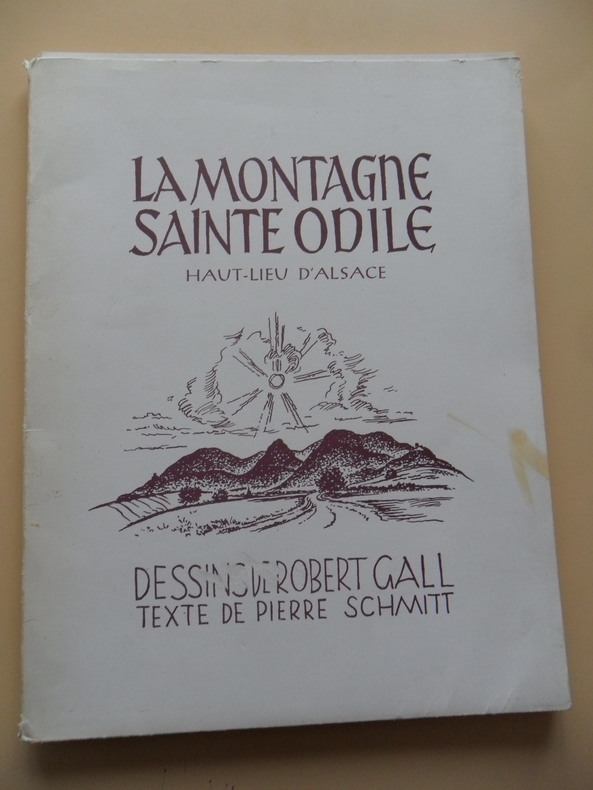 LA MONTAGNE
SAINTE ODILE
HAUT-LIEU D'ALSACE
DESSINS DE ROBERT GALL
TEXTE DE PIERRE SCHMITT